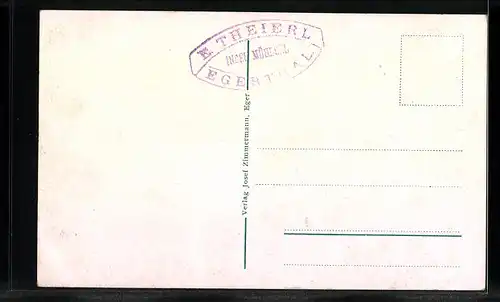 E. THEIERL
EGERTHAL
Verlag Josef Zimmermann, Eger